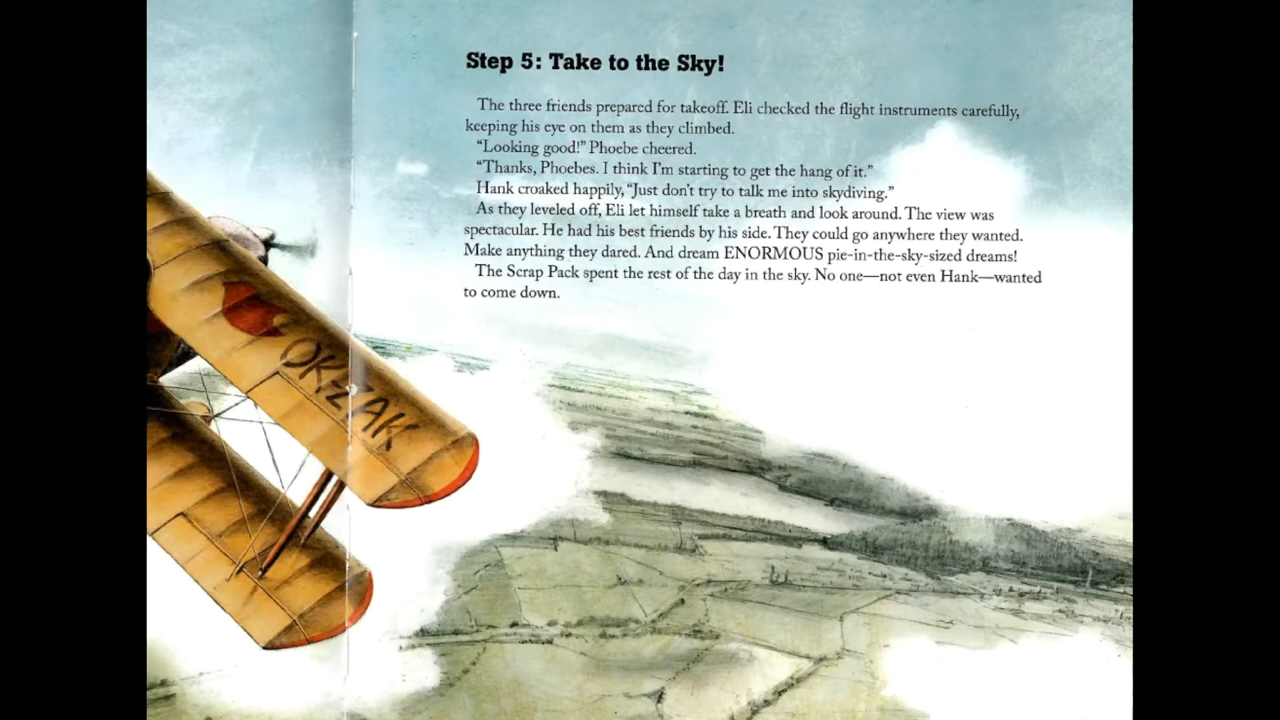 Step 5: Take to the Sky!
The three friends prepared for takeoff. Eli checked the flight instruments carefully,
keeping his eye on them as they climbed.
“Looking good!” Phoebe cheered.
“Thanks, Phoebes. I think I’m starting to get the hang of it.”
Hank croaked happily, “Just don’t try to talk me into skydiving.”
As they leveled off, Eli let himself take a breath and look around. The view was
spectacular. He had his best friends by his side. They could go anywhere they wanted.
Make anything they dared. And dream ENORMOUS pie-in-the-sky-sized dreams!
The Scrap Pack spent the rest of the day in the sky. No one—not even Hank—wanted
to come down.
OK-ZAK